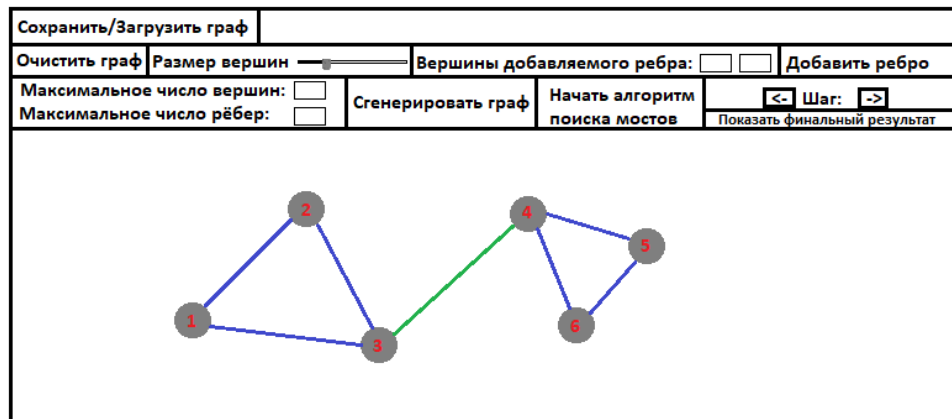 Сохранить/Загрузить граф
Очистить граф Размер вершин Вершины добавляемого ребра: Добавить ребро
Максимальное число вершин:
Максимальное число рёбер:
Сгенерировать граф
Начать алгоритм
поиска мостов
<- Шаг: ->
Показать финальный результат
2
4
5
1
6
3